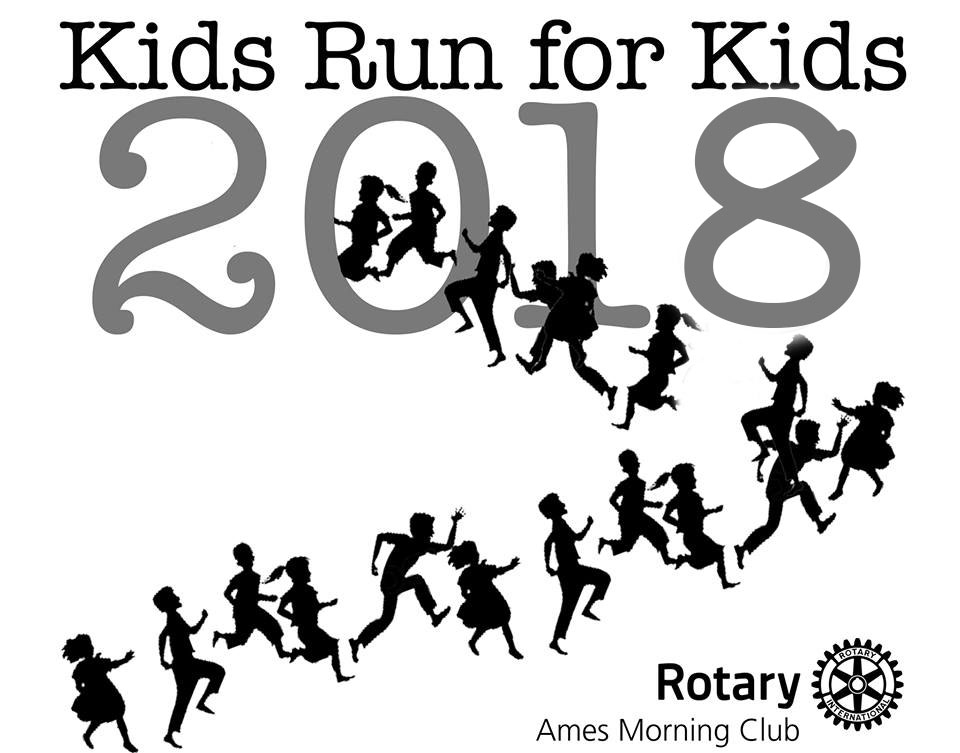 Kids Run for Kids
2018
Rotary
Ames Morning Club
ROTARY
INTERNATIONAL